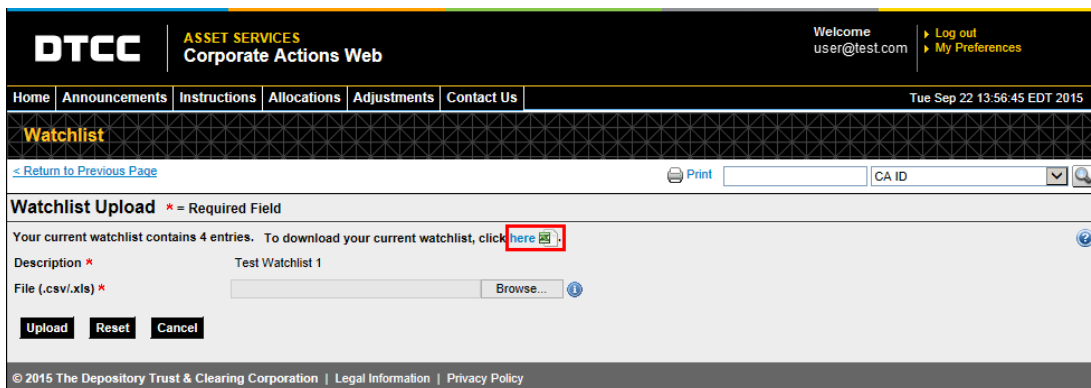 DTCC
ASSET SERVICES
Corporate Actions Web
Welcome
user@test.com
Log out
My Preferences
Home Announcements Instructions Allocations Adjustments Contact Us Tue Sep 22 13:56:45 EDT 2015
Watchlist
< Return to Previous Page Print CA ID
Watchlist Upload * = Required Field
Your current watchlist contains 4 entries. To download your current watchlist, click here .
Description * Test Watchlist 1
File (.csv/.xls) * Browse...
Upload Reset Cancel
© 2015 The Depository Trust & Clearing Corporation | Legal Information | Privacy Policy